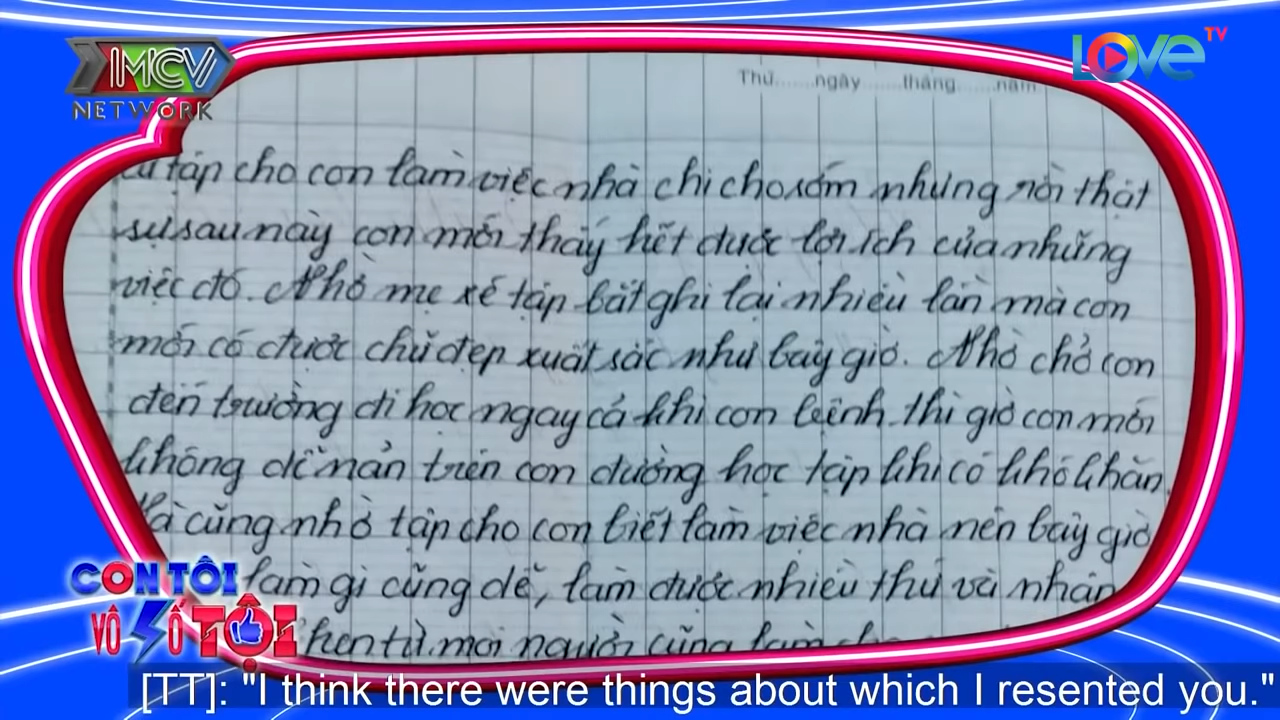 MCV
NETWORK
LOVE TV
Thứ......ngày......tháng......năm
tập cho con làm việc nhà chi cho sớm nhưng rồi thật
sự sau này con mới thấy hết được lợi ích của những
việc đó. Nhờ mẹ xé tập bắt ghi lại nhiều lần mà con
mới có được chữ đẹp xuất sắc như bây giờ. Nhờ chở con
đến trường đi học ngay cả khi con bệnh thì giờ con mới
không dễ nản trên con đường học tập khi có khó khăn.
Và cũng nhờ tập cho con biết làm việc nhà nên bây giờ
làm gì cũng dễ, làm được nhiều thứ và nhận
khen từ mọi người cũng làm
CON TÔI
VÔ SỐ TỘI
[TT]: "I think there were things about which I resented you."